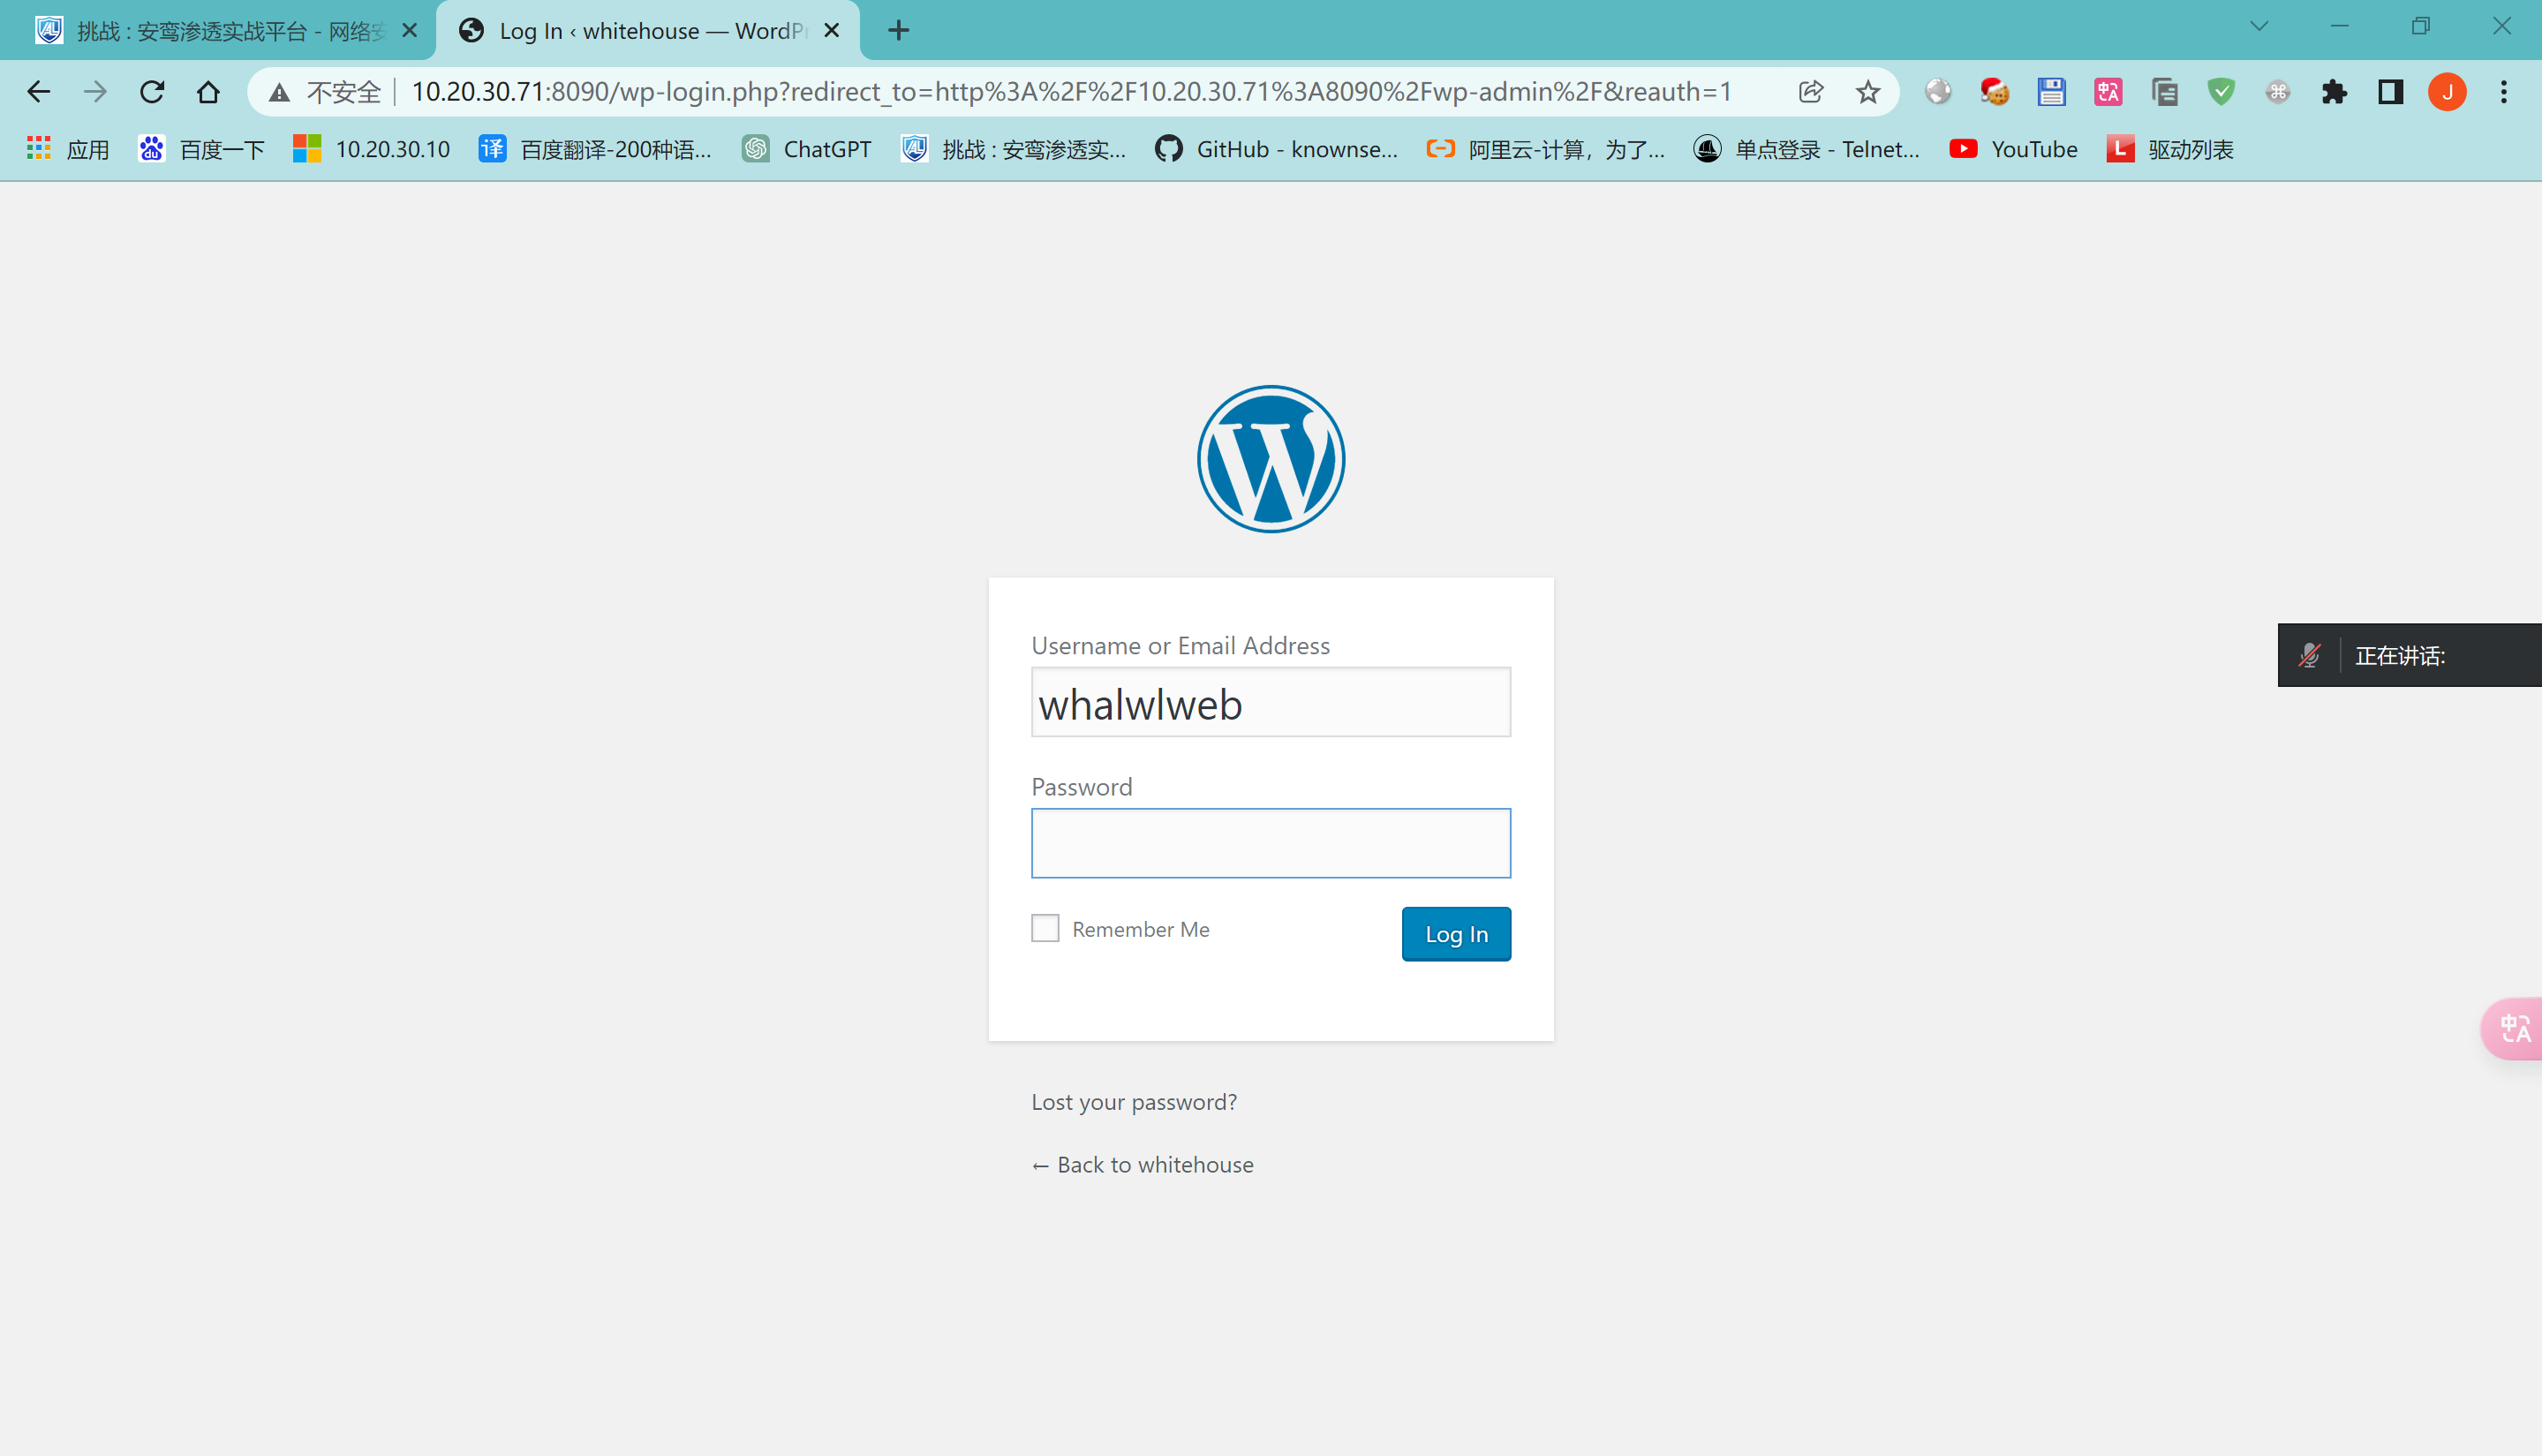 挑战 : 安鸾渗透实战平台 - 网络安
Log In ‹ whitehouse — WordPr
不安全
10.20.30.71:8090/wp-login.php?redirect_to=http%3A%2F%2F10.20.30.71%3A8090%2Fwp-admin%2F&reauth=1
J
应用
百度一下
10.20.30.10
译 百度翻译-200种语...
ChatGPT
挑战 : 安鸾渗透实...
GitHub - knownse...
阿里云-计算，为了...
单点登录 - Telnet...
YouTube
L 驱动列表
Username or Email Address
whalwlweb
正在讲话:
Password
Remember Me
Log In
中A
Lost your password?
← Back to whitehouse